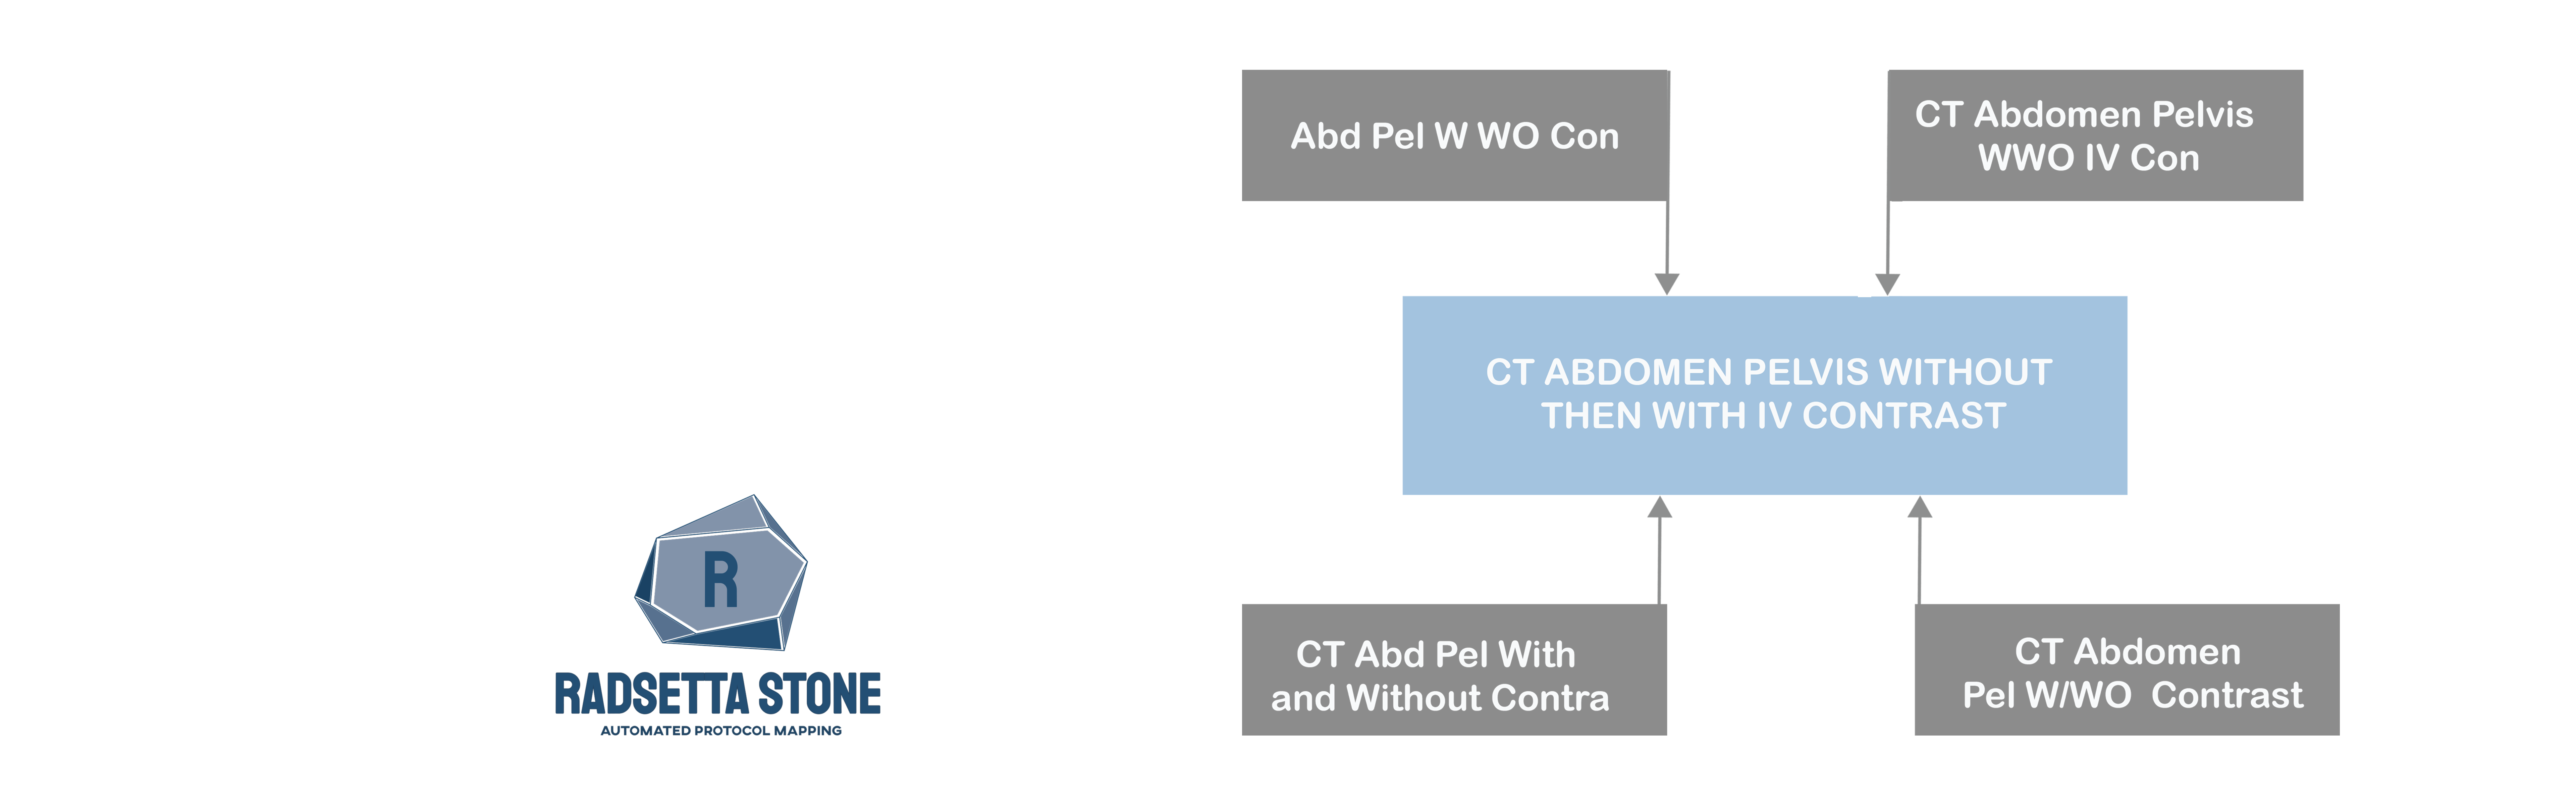 Abd Pel W WO Con
CT Abdomen Pelvis
WWO IV Con
CT ABDOMEN PELVIS WITHOUT
THEN WITH IV CONTRAST
R
RADSETTA STONE
AUTOMATED PROTOCOL MAPPING
CT Abd Pel With
and Without Contra
CT Abdomen
Pel W/WO  Contrast